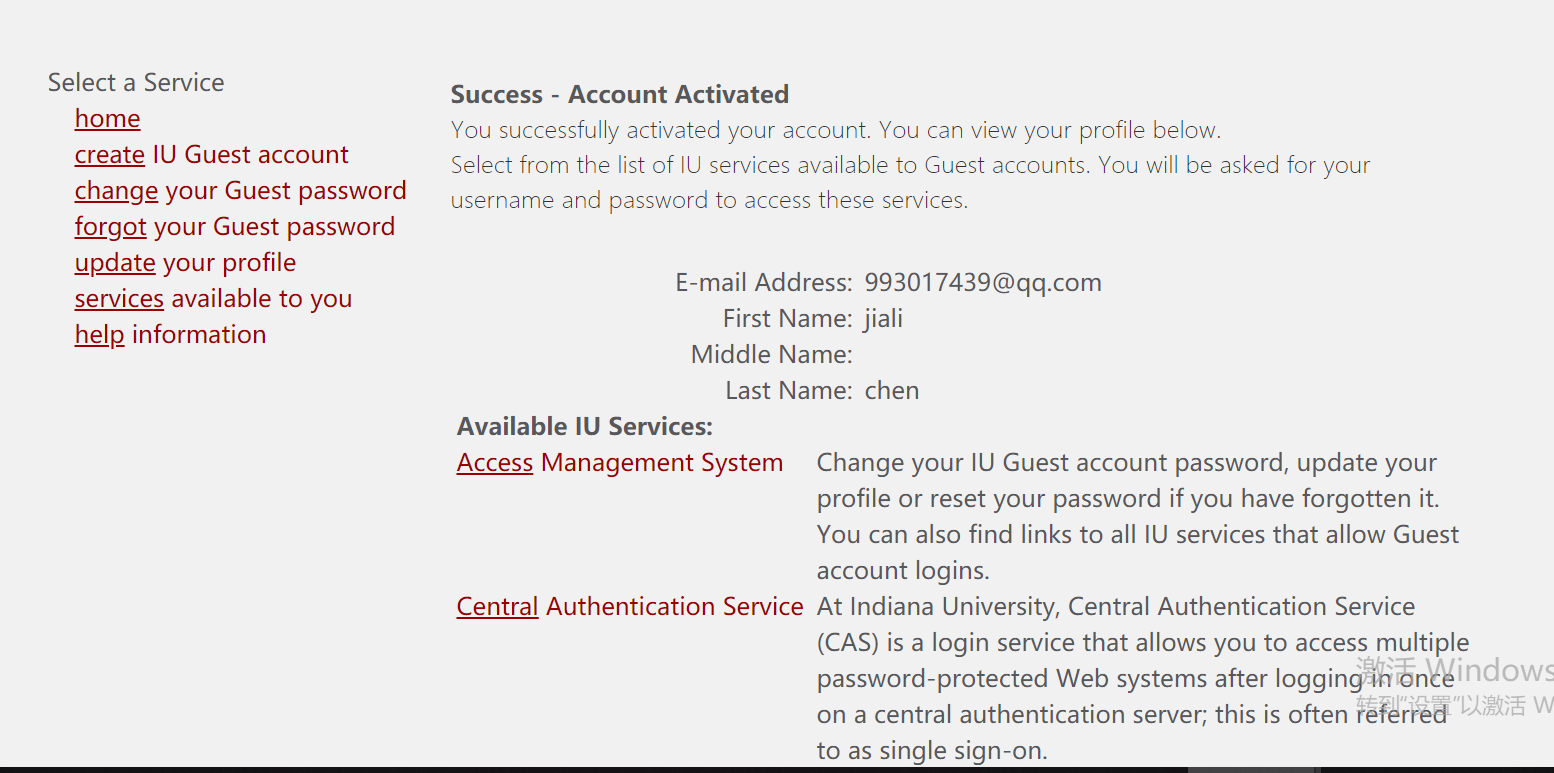 Select a Service
home
create IU Guest account
change your Guest password
forgot your Guest password
update your profile
services available to you
help information
Success - Account Activated
You successfully activated your account. You can view your profile below.
Select from the list of IU services available to Guest accounts. You will be asked for your
username and password to access these services.
E-mail Address: 993017439@qq.com
First Name: jiali
Middle Name:
Last Name: chen
Available IU Services:
Access Management System
Change your IU Guest account password, update your
profile or reset your password if you have forgotten it.
You can also find links to all IU services that allow Guest
account logins.
Central Authentication Service
At Indiana University, Central Authentication Service
(CAS) is a login service that allows you to access multiple
password-protected Web systems after logging in once
on a central authentication server; this is often referred
to as single sign-on.
激活 Windows
转到“设置”以激活 W